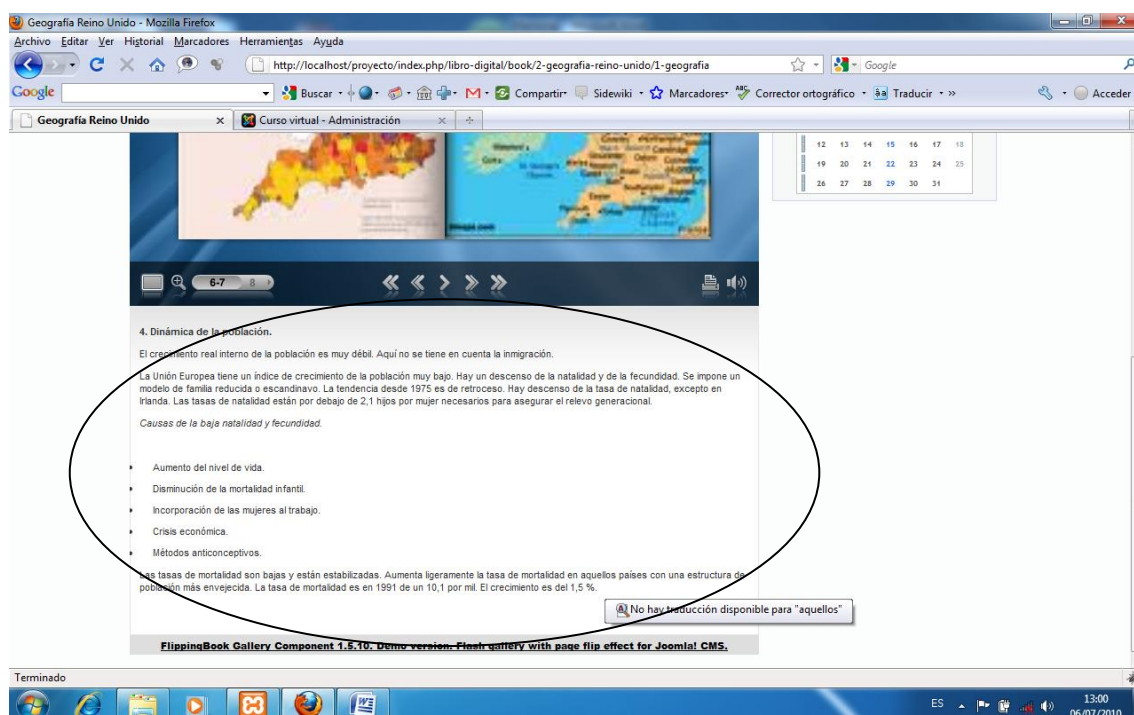 Geografía Reino Unido - Mozilla Firefox
Archivo Editar Ver Historial Marcadores Herramientas Ayuda
http://localhost/proyecto/index.php/libro-digital/book/2-geografia-reino-unido/1-geografia
Google
Google Buscar Compartir Sidewiki Marcadores Corrector ortográfico Traducir » Acceder
Geografía Reino Unido Curso virtual - Administración
12 13 14 15 16 17 18
19 20 21 22 23 24 25
26 27 28 29 30 31
6-7 8
4. Dinámica de la población.
El crecimiento real interno de la población es muy débil. Aquí no se tiene en cuenta la inmigración.
La Unión Europea tiene un índice de crecimiento de la población muy bajo. Hay un descenso de la natalidad y de la fecundidad. Se impone un
modelo de familia reducida o escandinavo. La tendencia desde 1975 es de retroceso. Hay descenso de la tasa de natalidad, excepto en
Irlanda. Las tasas de natalidad están por debajo de 2,1 hijos por mujer necesarios para asegurar el relevo generacional.
Causas de la baja natalidad y fecundidad.
Aumento del nivel de vida.
Disminución de la mortalidad infantil.
Incorporación de las mujeres al trabajo.
Crisis económica.
Métodos anticonceptivos.
Las tasas de mortalidad son bajas y están estabilizadas. Aumenta ligeramente la tasa de mortalidad en aquellos países con una estructura de
población más envejecida. La tasa de mortalidad es en 1991 de un 10,1 por mil. El crecimiento es del 1,5 %.
No hay traducción disponible para "aquellos"
FlippingBook Gallery Component 1.5.10. Demo version. Flash gallery with page flip effect for Joomla! CMS.
Terminado
ES 13:00
06/07/2010